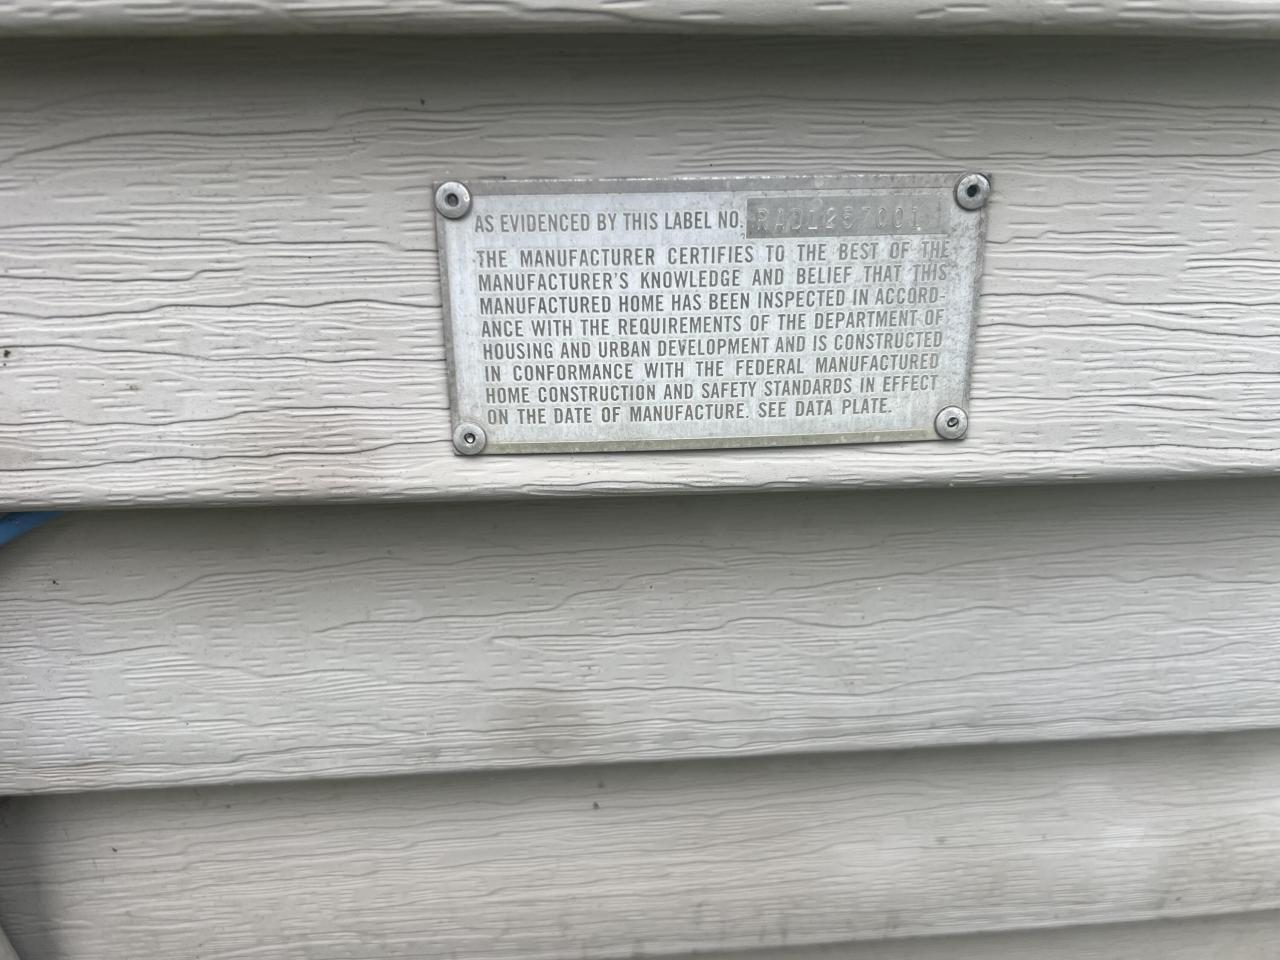 AS EVIDENCED BY THIS LABEL NO. RAD1257001
THE MANUFACTURER CERTIFIES TO THE BEST OF THE
MANUFACTURER'S KNOWLEDGE AND BELIEF THAT THIS
MANUFACTURED HOME HAS BEEN INSPECTED IN ACCORD-
ANCE WITH THE REQUIREMENTS OF THE DEPARTMENT OF
HOUSING AND URBAN DEVELOPMENT AND IS CONSTRUCTED
IN CONFORMANCE WITH THE FEDERAL MANUFACTURED
HOME CONSTRUCTION AND SAFETY STANDARDS IN EFFECT
ON THE DATE OF MANUFACTURE. SEE DATA PLATE.